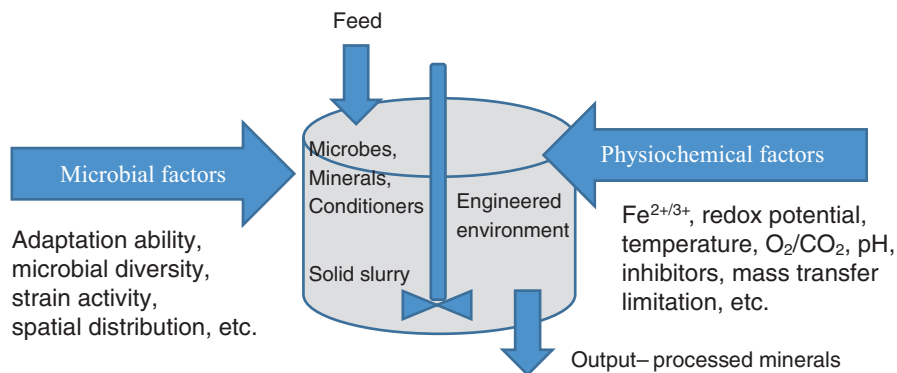 Feed
Microbial factors
Adaptation ability,
microbial diversity,
strain activity,
spatial distribution, etc.
Microbes,
Minerals,
Conditioners
Solid slurry
Engineered
environment
Physiochemical factors
Fe²⁺/³⁺, redox potential,
temperature, O₂/CO₂, pH,
inhibitors, mass transfer
limitation, etc.
Output– processed minerals